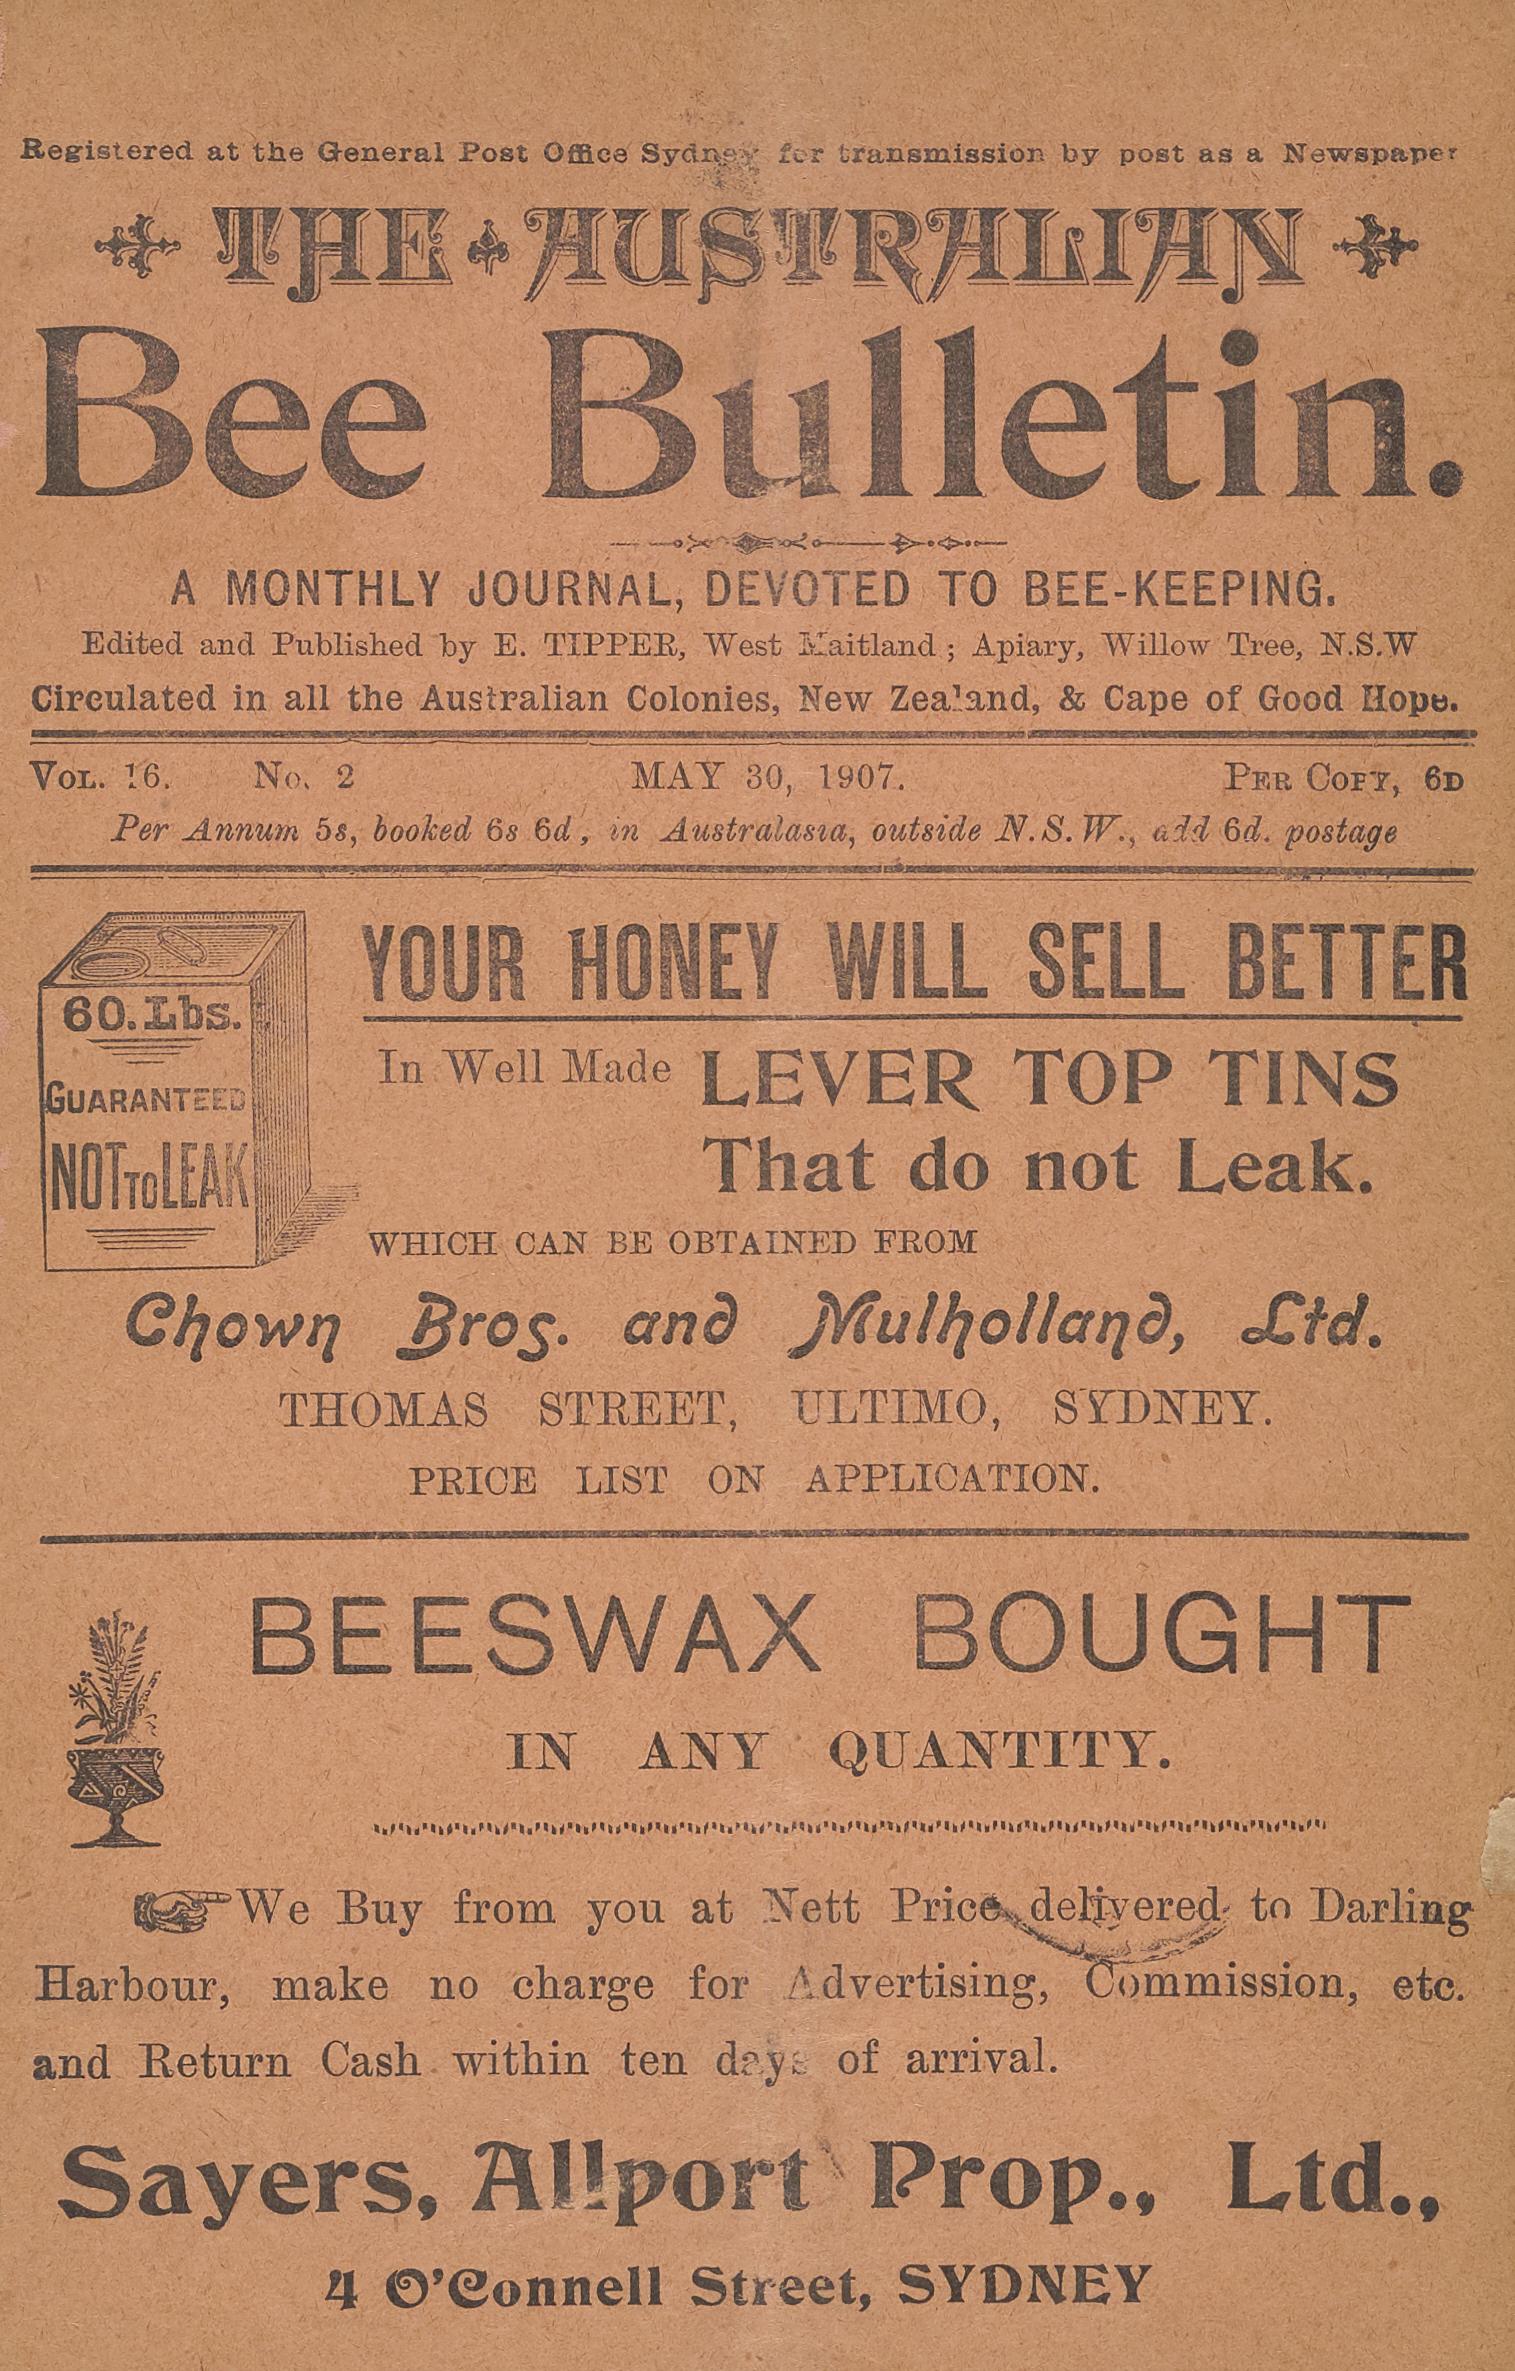 Registered at the General Post Office Sydney for transmission by post as a Newspaper
THE AUSTRALIAN
Bee Bulletin.
A MONTHLY JOURNAL, DEVOTED TO BEE-KEEPING.
Edited and Published by E. TIPPER, West Maitland; Apiary, Willow Tree, N.S.W
Circulated in all the Australian Colonies, New Zealand, & Cape of Good Hope.
VOL. 16. No. 2 MAY 30, 1907. PER COPY, 6D
Per Annum 5s, booked 6s 6d, in Australasia, outside N.S.W., add 6d. postage
60. Lbs.
GUARANTEED
NOT TO LEAK
YOUR HONEY WILL SELL BETTER
In Well Made LEVER TOP TINS
That do not Leak.
WHICH CAN BE OBTAINED FROM
Chown Bros. and Mulholland, Ltd.
THOMAS STREET, ULTIMO, SYDNEY.
PRICE LIST ON APPLICATION.
BEESWAX BOUGHT
IN ANY QUANTITY.
We Buy from you at Nett Price, delivered to Darling
Harbour, make no charge for Advertising, Commission, etc.
and Return Cash within ten days of arrival.
Sayers, Allport Prop., Ltd.,
4 O'Connell Street, SYDNEY